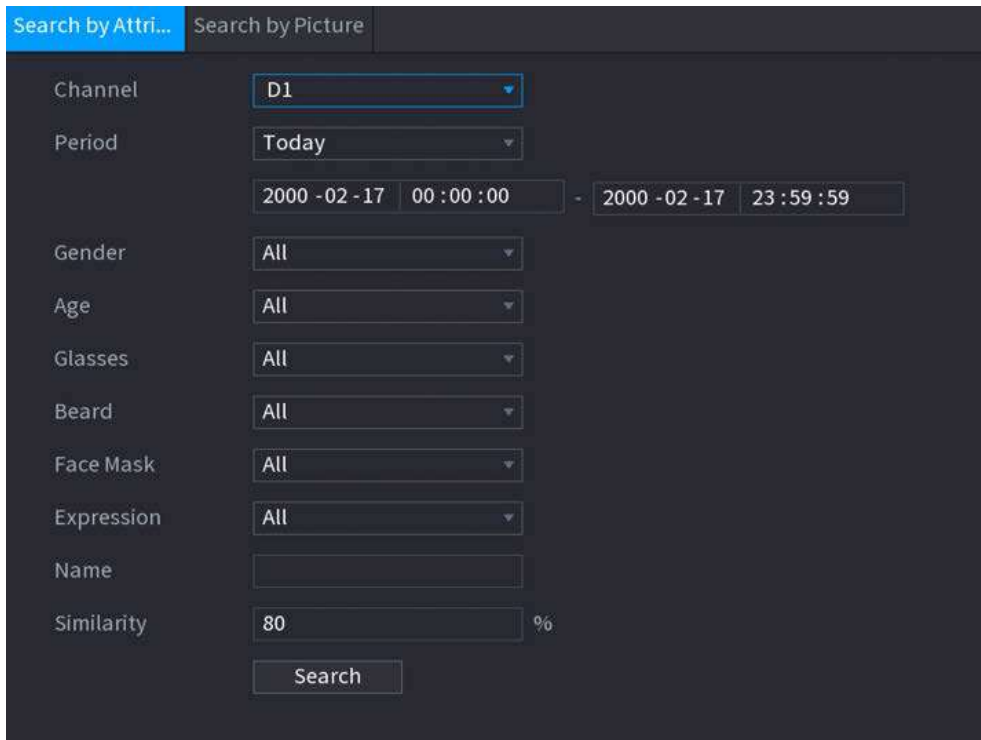 Search by Attri... Search by Picture
Channel D1
Period Today
2000 -02 -17 00 : 00 : 00 - 2000 -02 -17 23 : 59 : 59
Gender All
Age All
Glasses All
Beard All
Face Mask All
Expression All
Name
Similarity 80 %
Search